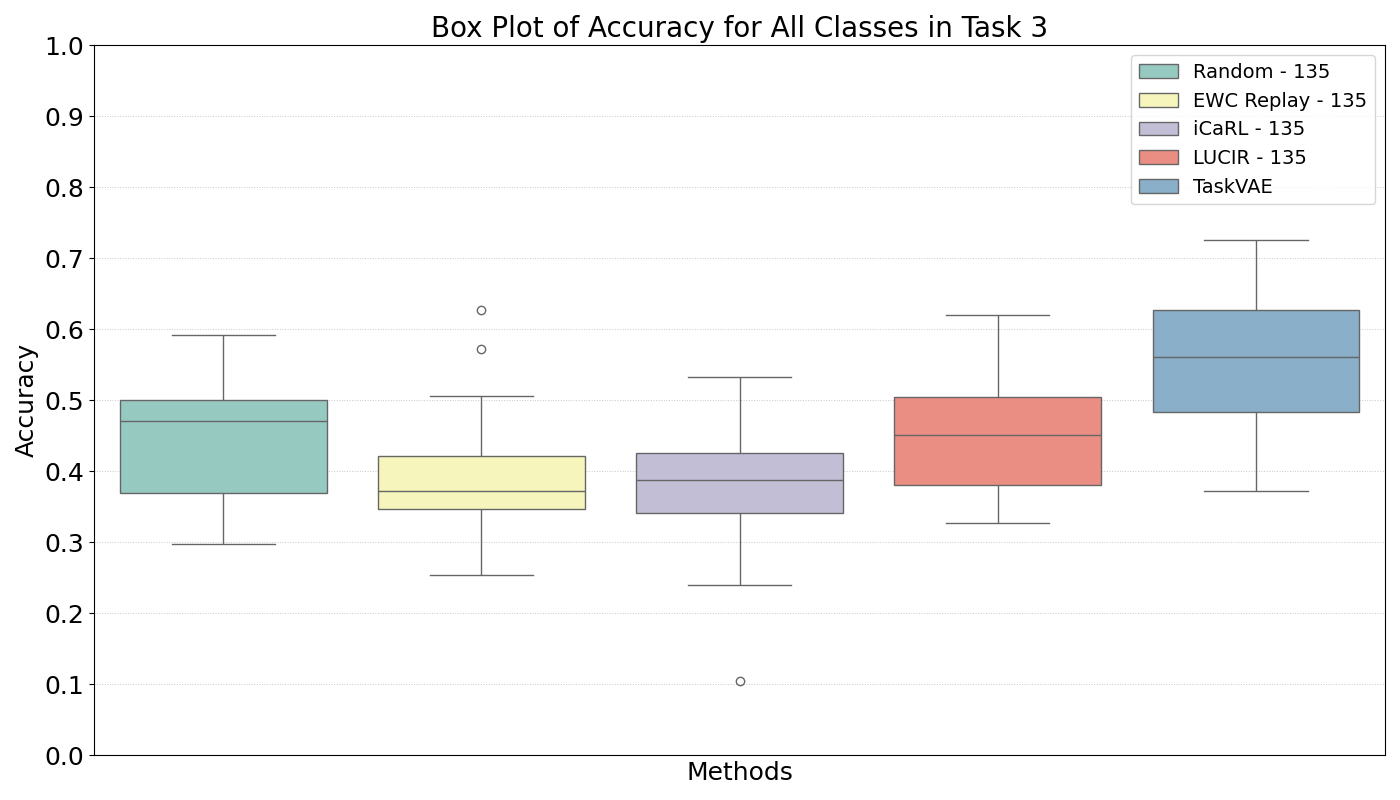 Box Plot of Accuracy for All Classes in Task 3
1.0
0.9
0.8
0.7
0.6
0.5
0.4
0.3
0.2
0.1
0.0
Accuracy
Methods
Random - 135
EWC Replay - 135
iCaRL - 135
LUCIR - 135
TaskVAE